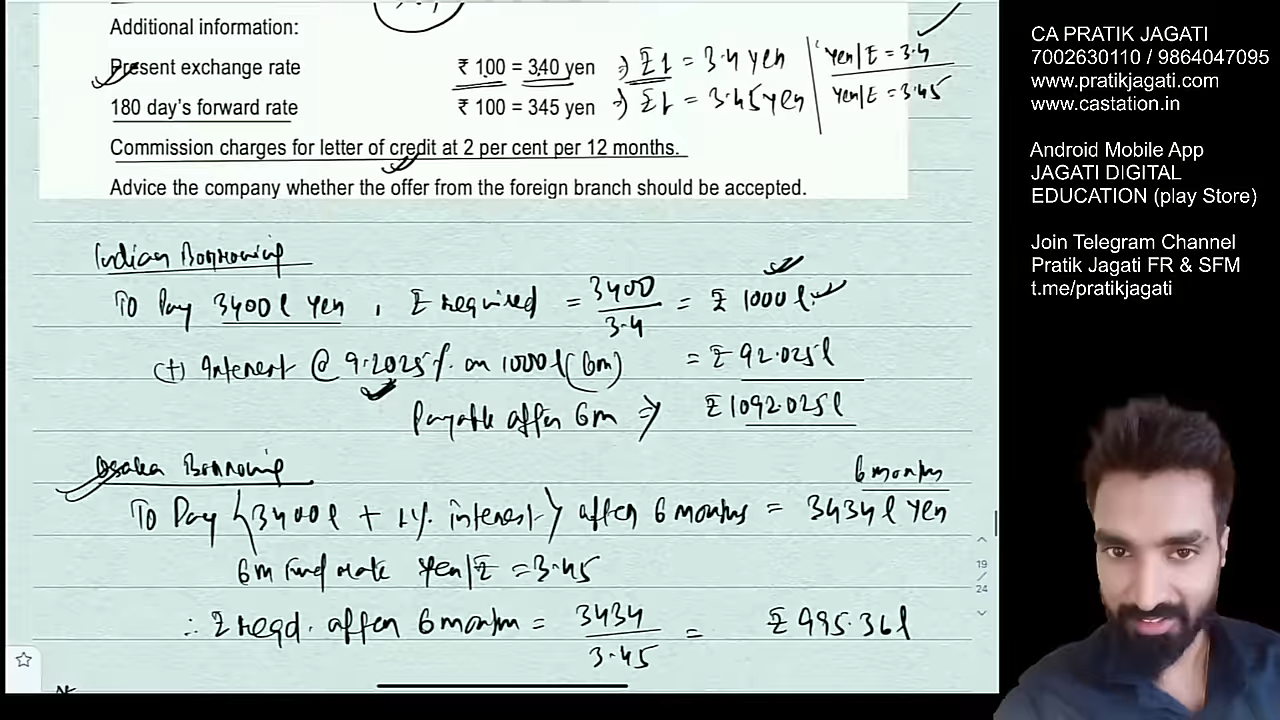 Additional information:
Present exchange rate ₹ 100 = 340 yen ⇒ ₹1 = 3.4 yen | yen/₹ = 3.4
180 day's forward rate ₹ 100 = 345 yen ⇒ ₹1 = 3.45 yen | yen/₹ = 3.45
Commission charges for letter of credit at 2 per cent per 12 months.
Advice the company whether the offer from the foreign branch should be accepted.
Indian Borrowing
To Pay 3400 l yen , ₹ required = 3400 / 3.4 = ₹ 1000 l
(+) Interest @ 9.2025 % on 1000 l (6m) = ₹ 92.025 l
Payable after 6m ⇒ ₹ 1092.025 l
Osaka Borrowing
6 months
To Pay {3400 l + 1% interest} after 6 months = 3434 l yen
6m Fwd rate yen/₹ = 3.45
∴ ₹ reqd. after 6 months = 3434 / 3.45 = ₹ 995.36 l
19
/
24
CA PRATIK JAGATI
7002630110 / 9864047095
www.pratikjagati.com
www.castation.in
Android Mobile App
JAGATI DIGITAL
EDUCATION (play Store)
Join Telegram Channel
Pratik Jagati FR & SFM
t.me/pratikjagati